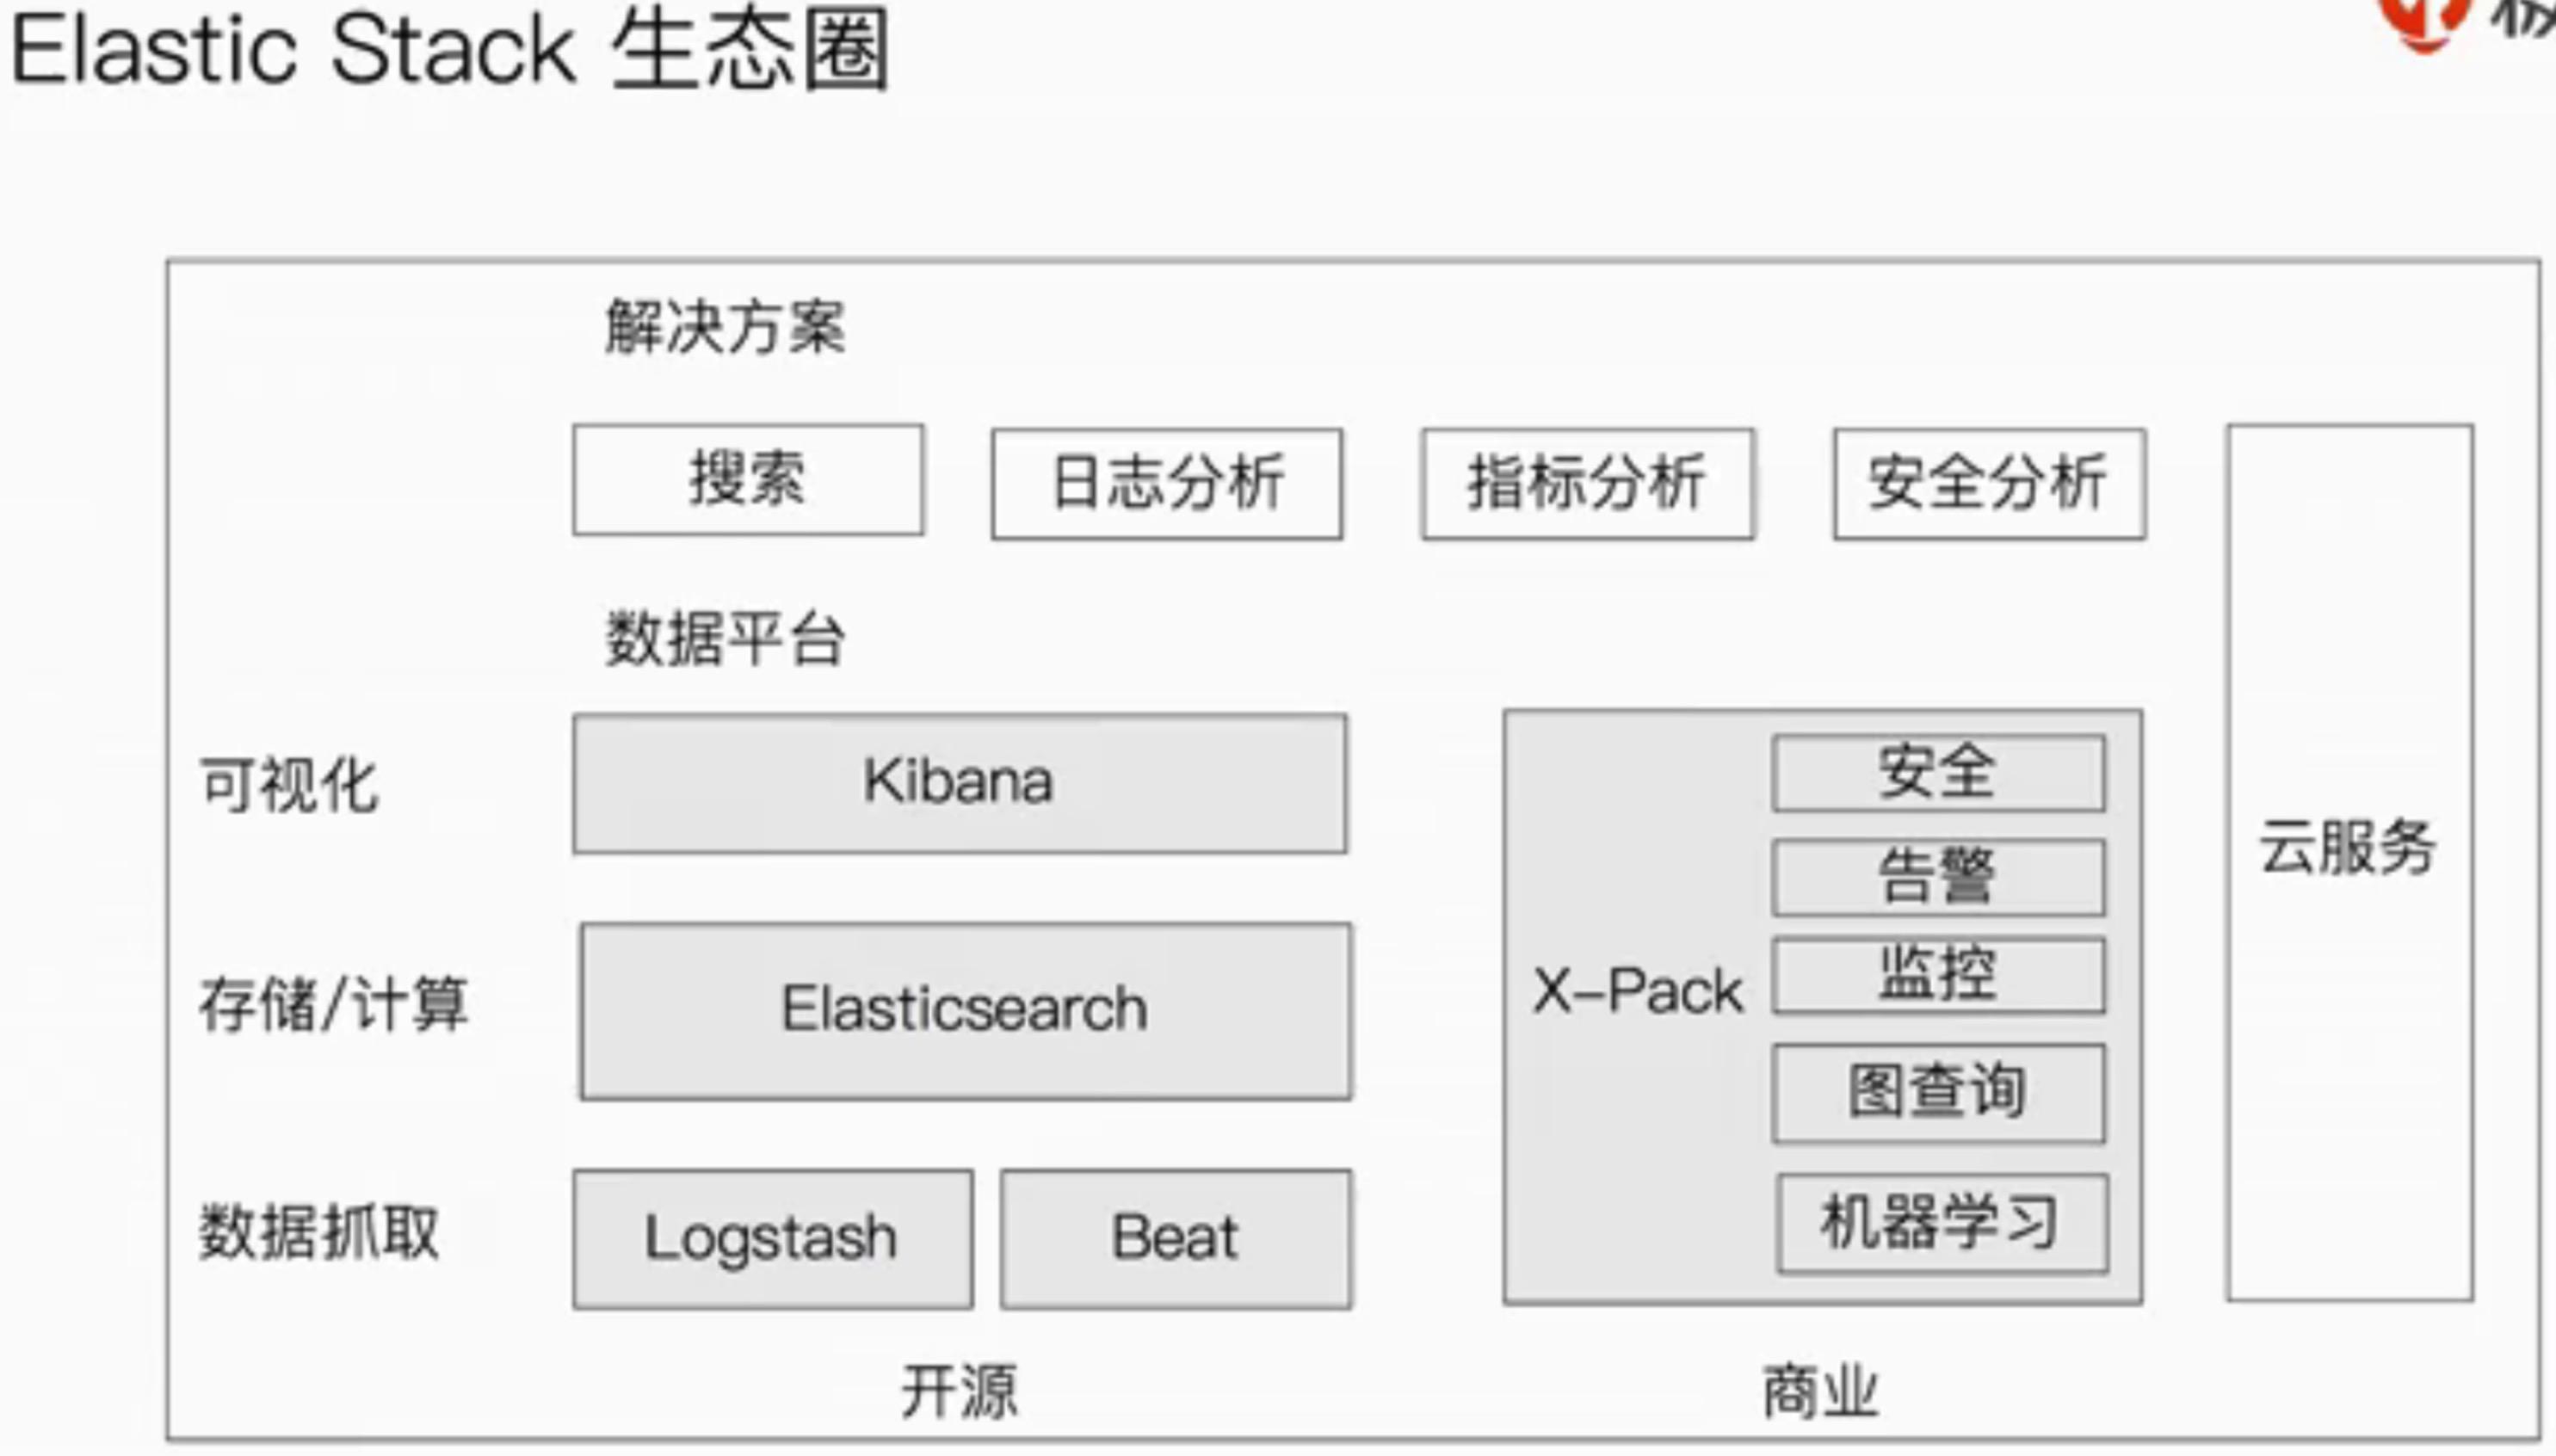 Elastic Stack 生态圈
解决方案
搜索
日志分析
指标分析
安全分析
数据平台
可视化
Kibana
存储/计算
Elasticsearch
数据抓取
Logstash
Beat
X-Pack
安全
告警
监控
图查询
机器学习
云服务
开源
商业